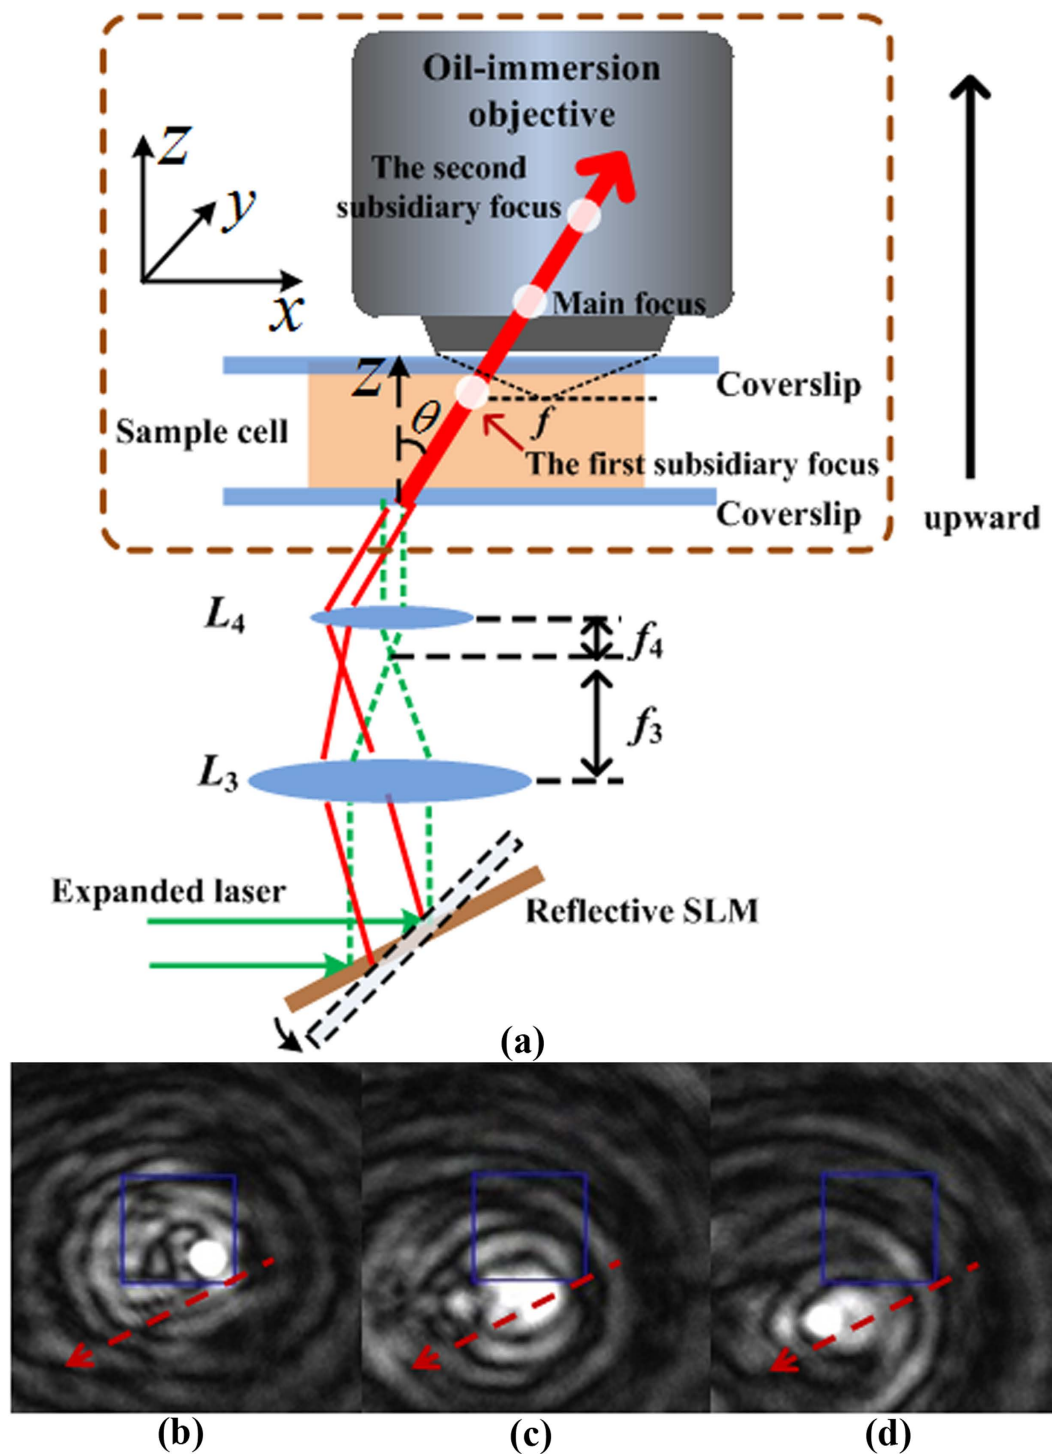 Oil-immersion
objective
The second
subsidiary focus
z
y
x
Main focus
Z
θ
Coverslip
f
Sample cell
The first subsidiary focus
Coverslip
upward
L4
f4
f3
L3
Expanded laser
Reflective SLM
(a)
(b) (c) (d)